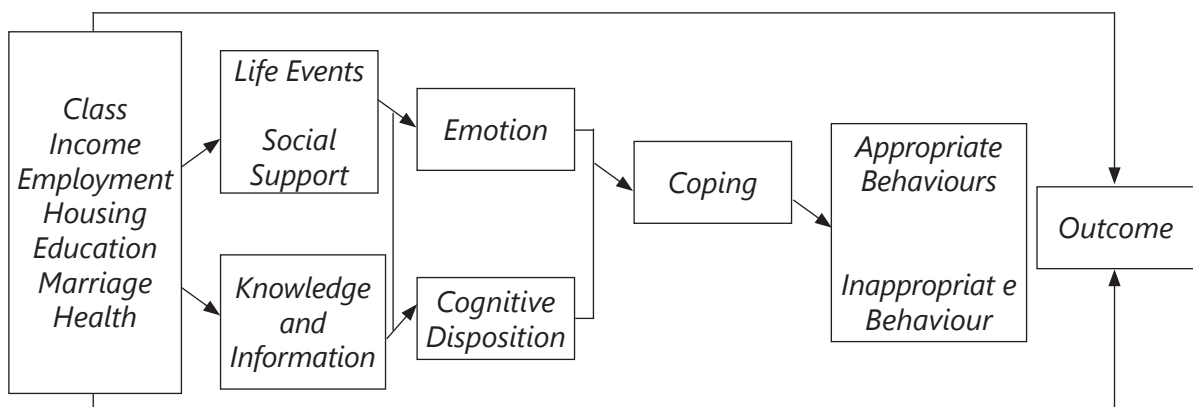 Class
Income
Employment
Housing
Education
Marriage
Health
Life Events
Social
Support
Knowledge
and
Information
Emotion
Cognitive
Disposition
Coping
Appropriate
Behaviours
Inappropriat e
Behaviour
Outcome